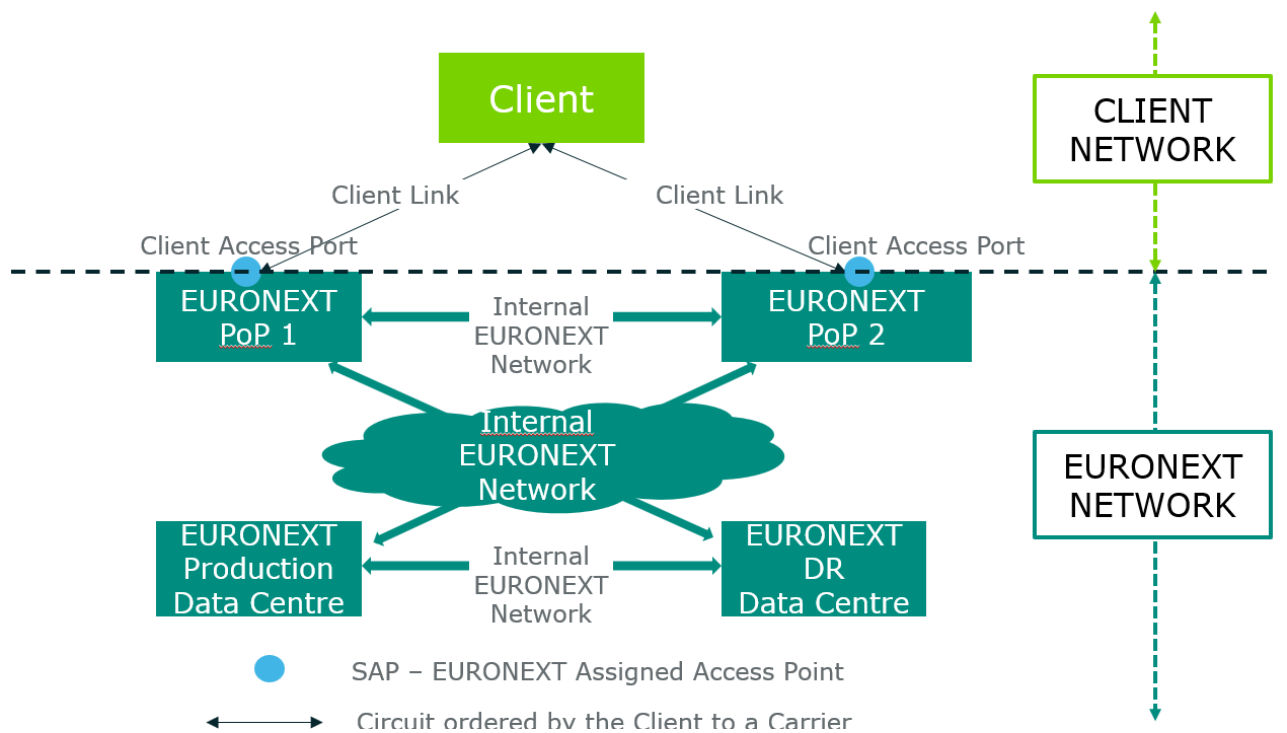 Client
CLIENT
NETWORK
Client Link
Client Link
Client Access Port
Client Access Port
EURONEXT
PoP 1
Internal
EURONEXT
Network
EURONEXT
PoP 2
Internal
EURONEXT
Network
EURONEXT
NETWORK
EURONEXT
Production
Data Centre
Internal
EURONEXT
Network
EURONEXT
DR
Data Centre
SAP – EURONEXT Assigned Access Point
Circuit ordered by the Client to a Carrier